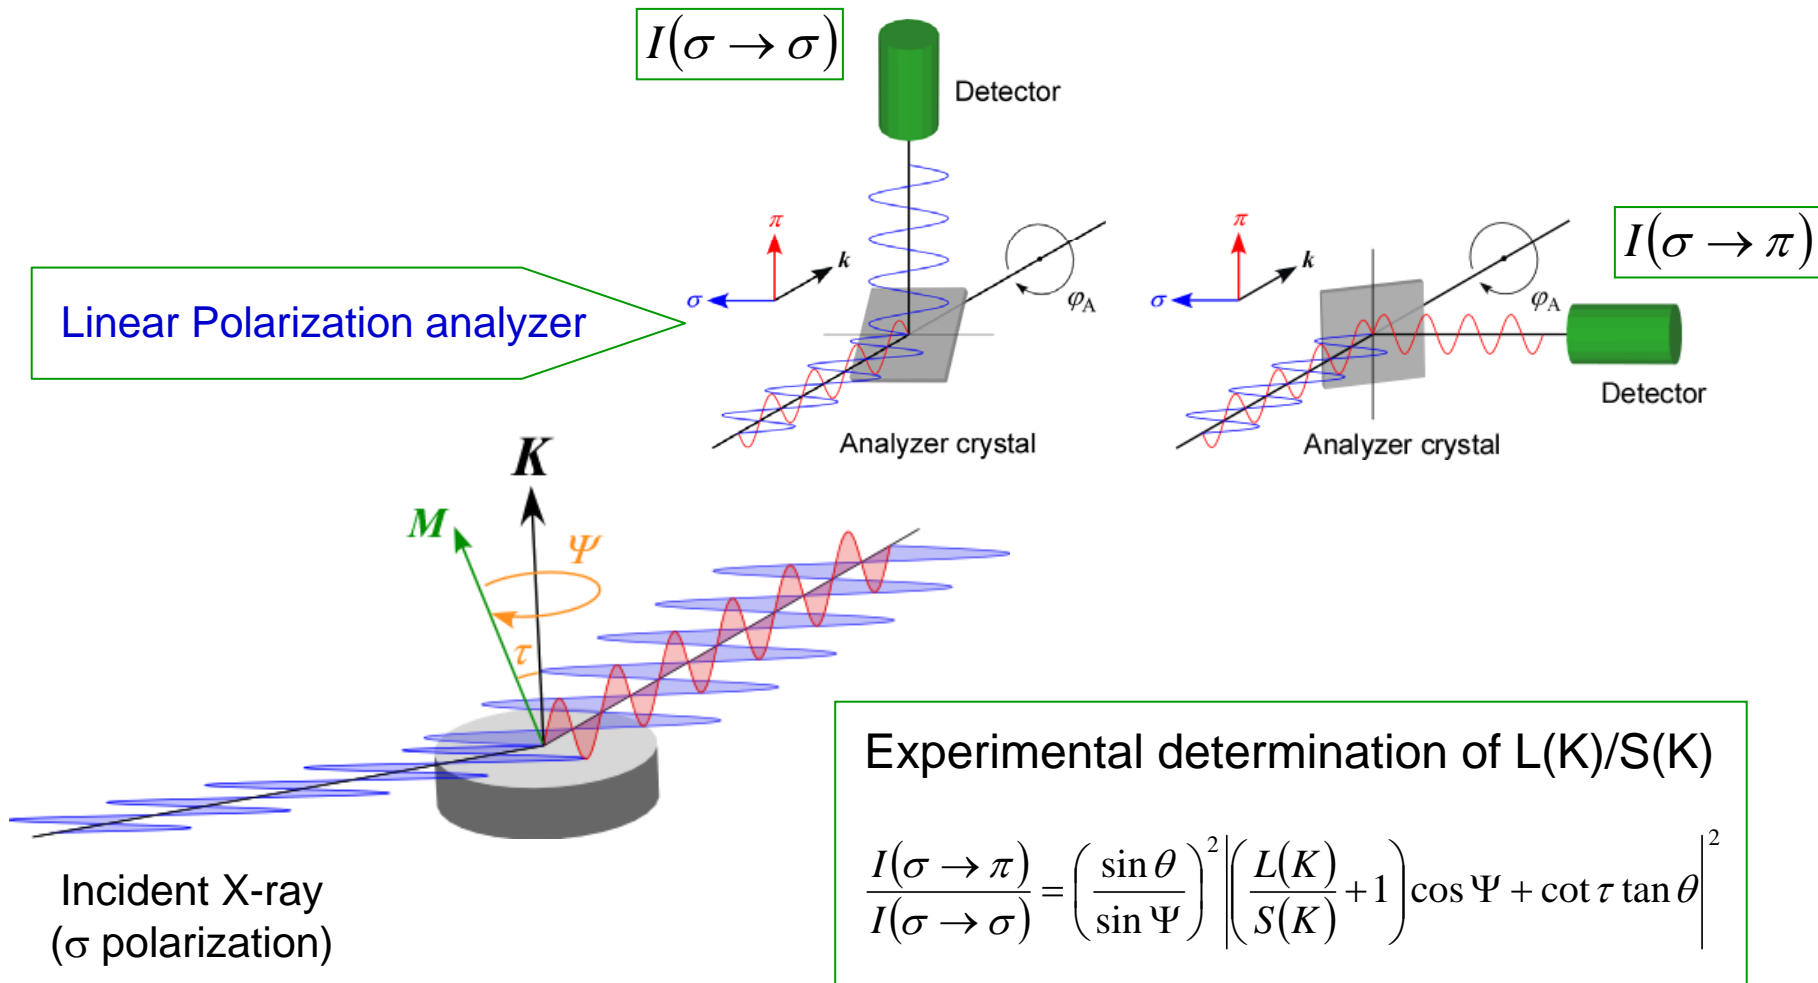 I(σ → σ)
Detector
π
k
σ
φA
Analyzer crystal
π
k
σ
φA
I(σ → π)
Detector
Analyzer crystal
Linear Polarization analyzer
K
M
Ψ
τ
Incident X-ray
(σ polarization)
Experimental determination of L(K)/S(K)
I(σ → π)/I(σ → σ) = (sin θ/sin Ψ)² |(L(K)/S(K) + 1) cos Ψ + cot τ tan θ|²